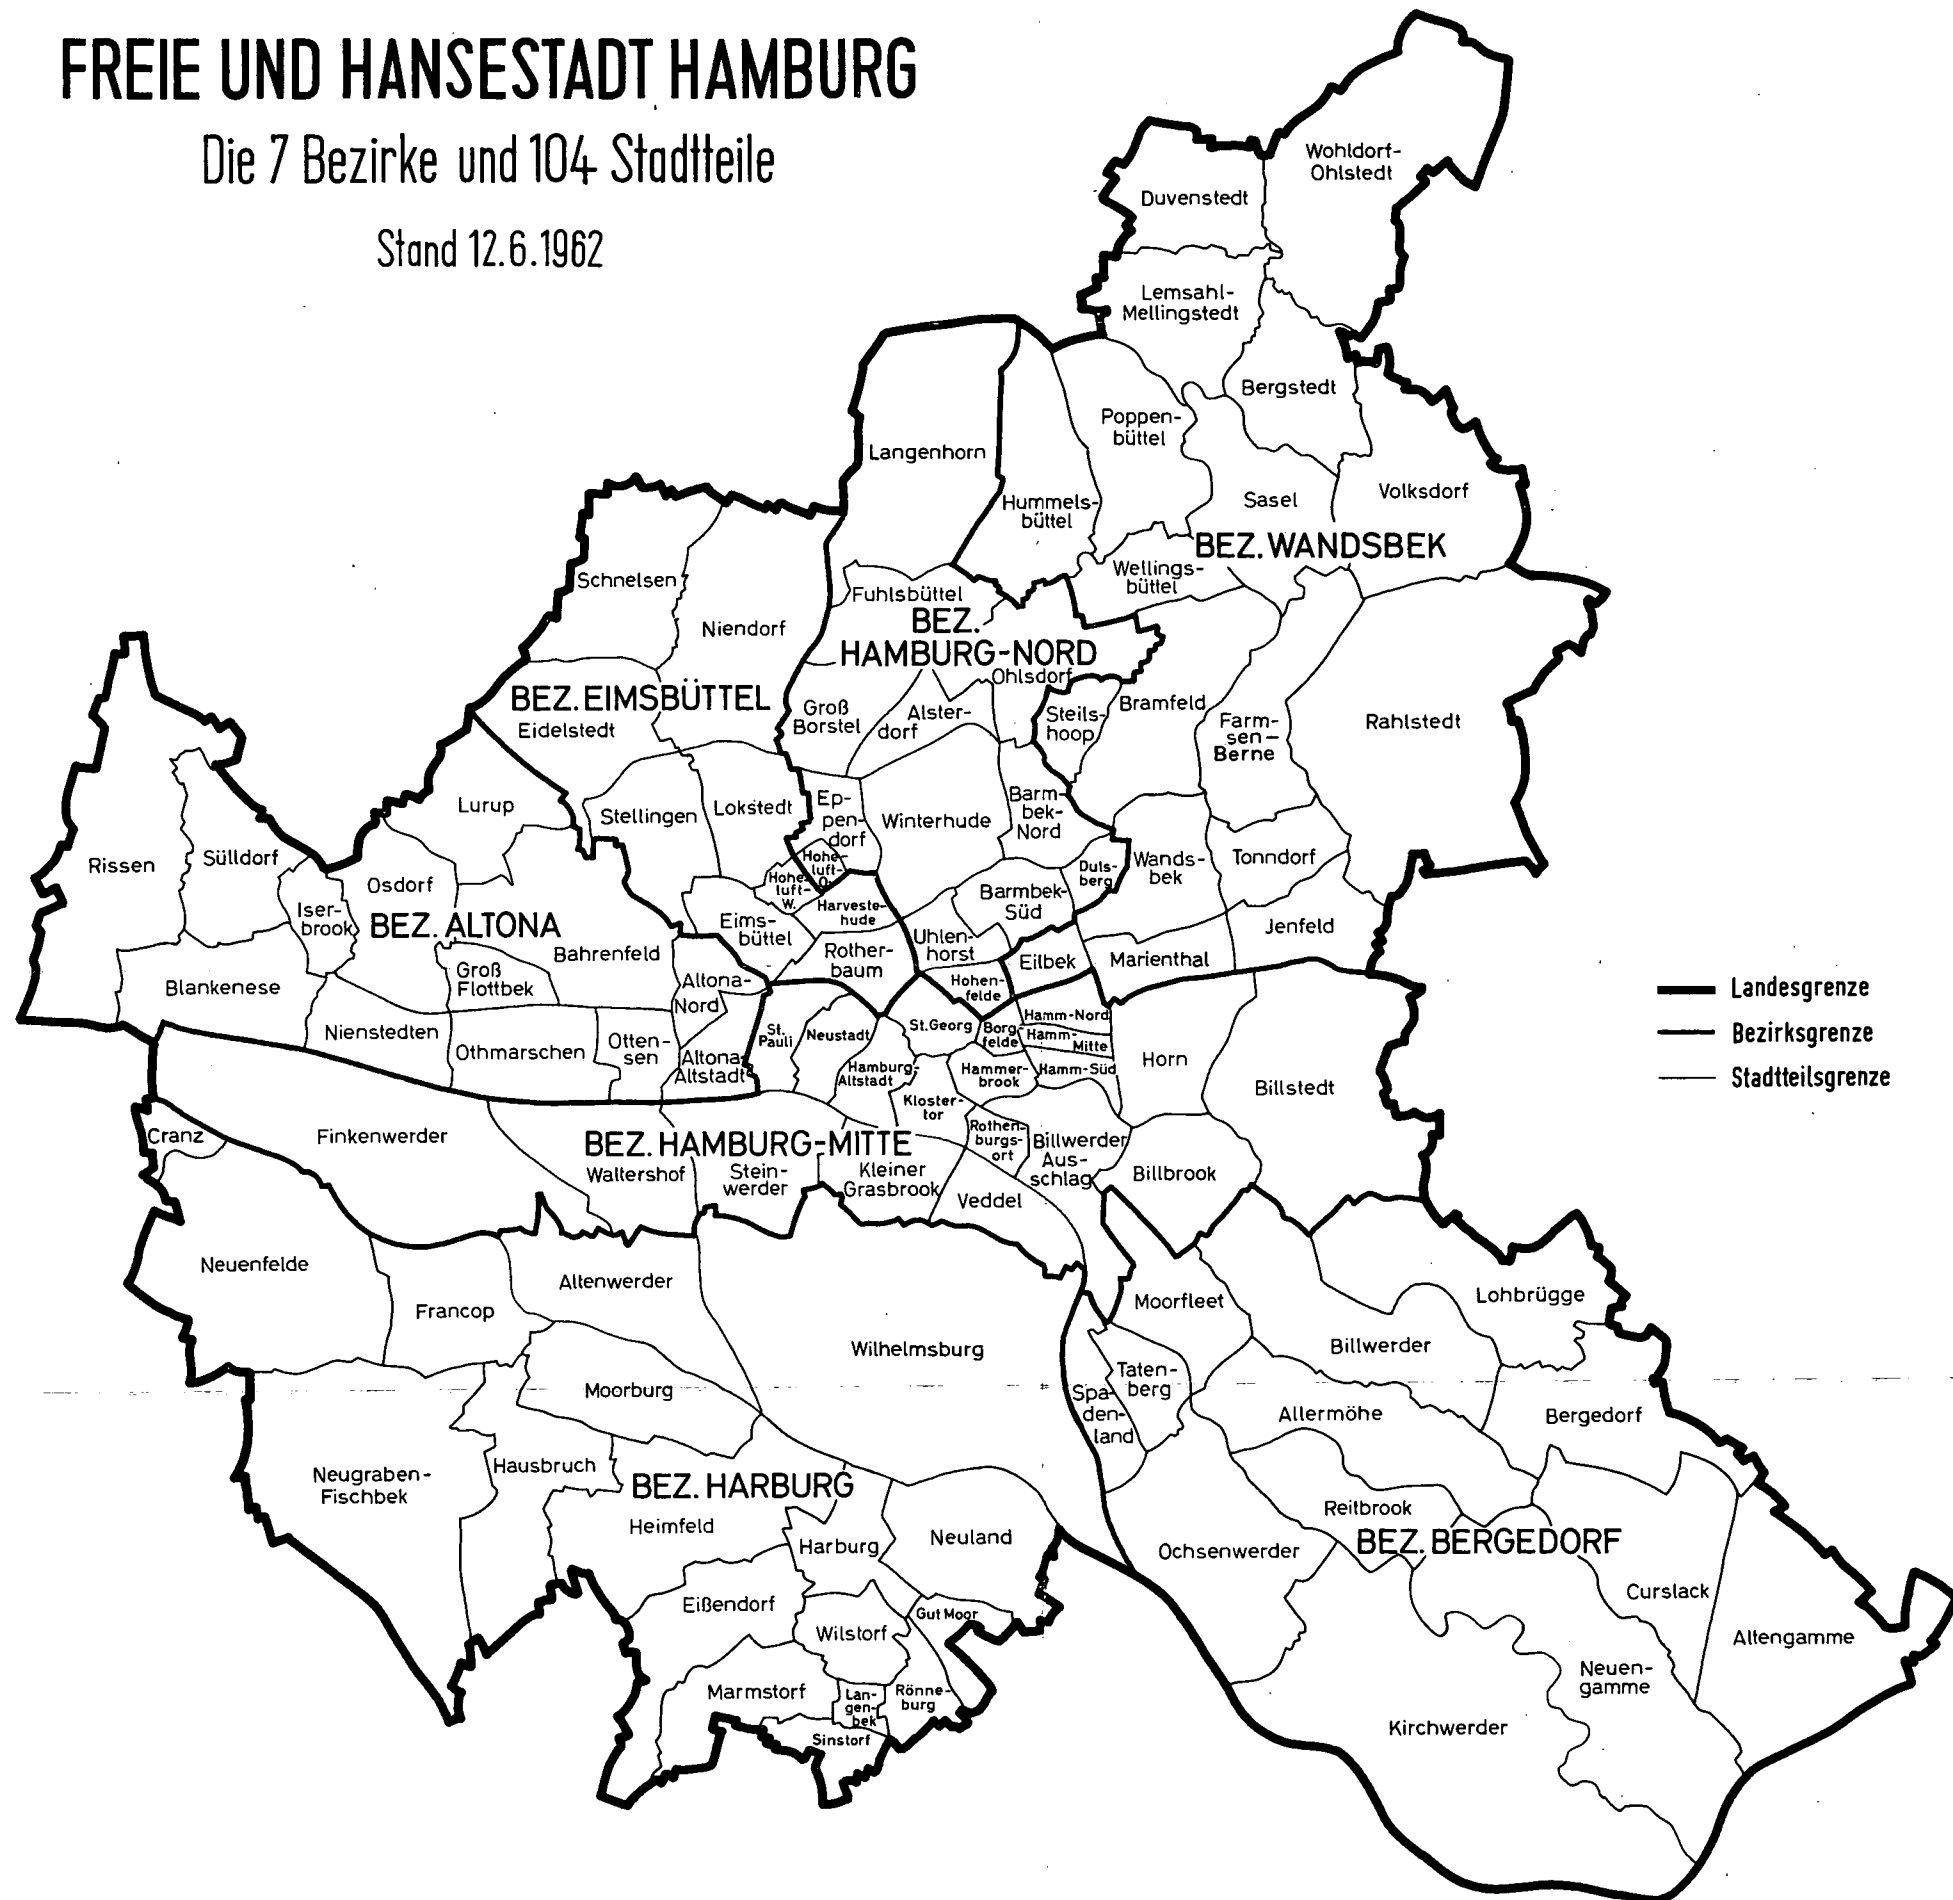 FREIE UND HANSESTADT HAMBURG
Die 7 Bezirke und 104 Stadtteile
Stand 12.6.1962
Wohldorf-
Ohlstedt
Duvenstedt
Lemsahl-
Mellingstedt
Bergstedt
Poppen-
büttel
Langenhorn
Hummels-
büttel
Sasel
Volksdorf
BEZ. WANDSBEK
Wellings-
büttel
Schnelsen
Niendorf
Fuhlsbüttel
BEZ.
HAMBURG-NORD
Ohlsdorf
BEZ. EIMSBÜTTEL
Eidelstedt
Groß
Borstel
Alster-
dorf
Steils-
hoop
Bramfeld
Farm-
sen-
Berne
Rahlstedt
Lurup
Stellingen
Lokstedt
Ep-
pen-
dorf
Winterhude
Barm-
bek-
Nord
Rissen
Sülldorf
Osdorf
Hohe-
luft-
O.
Hohe-
luft-
W.
Duls-
berg
Wands-
bek
Tonndorf
Iser-
brook
BEZ. ALTONA
Bahrenfeld
Eims-
büttel
Harveste-
hude
Barmbek-
Süd
Jenfeld
Uhlen-
horst
Rother-
baum
Eilbek
Marienthal
Blankenese
Groß
Flottbek
Altona-
Nord
Hohen-
felde
Nienstedten
Othmarschen
Otten-
sen
Altona-
Altstadt
St.
Pauli
Neustadt
St.Georg
Borg-
felde
Hamm-Nord
Hamm-
Mitte
Hamm-Süd
Hamburg-
Altstadt
Hammer-
brook
Horn
Billstedt
Kloster-
tor
Landesgrenze
Bezirksgrenze
Stadtteilsgrenze
Cranz
Finkenwerder
BEZ. HAMBURG-MITTE
Waltershof
Stein-
werder
Kleiner
Grasbrook
Rothen-
burgs-
ort
Billwerder
Aus-
schlag
Billbrook
Veddel
Neuenfelde
Francop
Altenwerder
Wilhelmsburg
Moorfleet
Lohbrügge
Billwerder
Moorburg
Spa-
den-
land
Taten-
berg
Allermöhe
Bergedorf
Neugraben-
Fischbek
Hausbruch
BEZ. HARBURG
Heimfeld
Harburg
Neuland
Reitbrook
BEZ. BERGEDORF
Ochsenwerder
Curslack
Altengamme
Eißendorf
Wilstorf
Gut Moor
Neuen-
gamme
Marmstorf
Lan-
gen-
bek
Rönne-
burg
Sinstorf
Kirchwerder